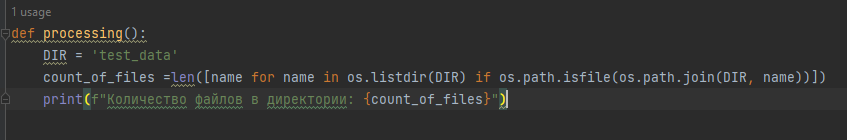 1 usage
def processing():
    DIR = 'test_data'
    count_of_files =len([name for name in os.listdir(DIR) if os.path.isfile(os.path.join(DIR, name))])
    print(f"Количество файлов в директории: {count_of_files}")